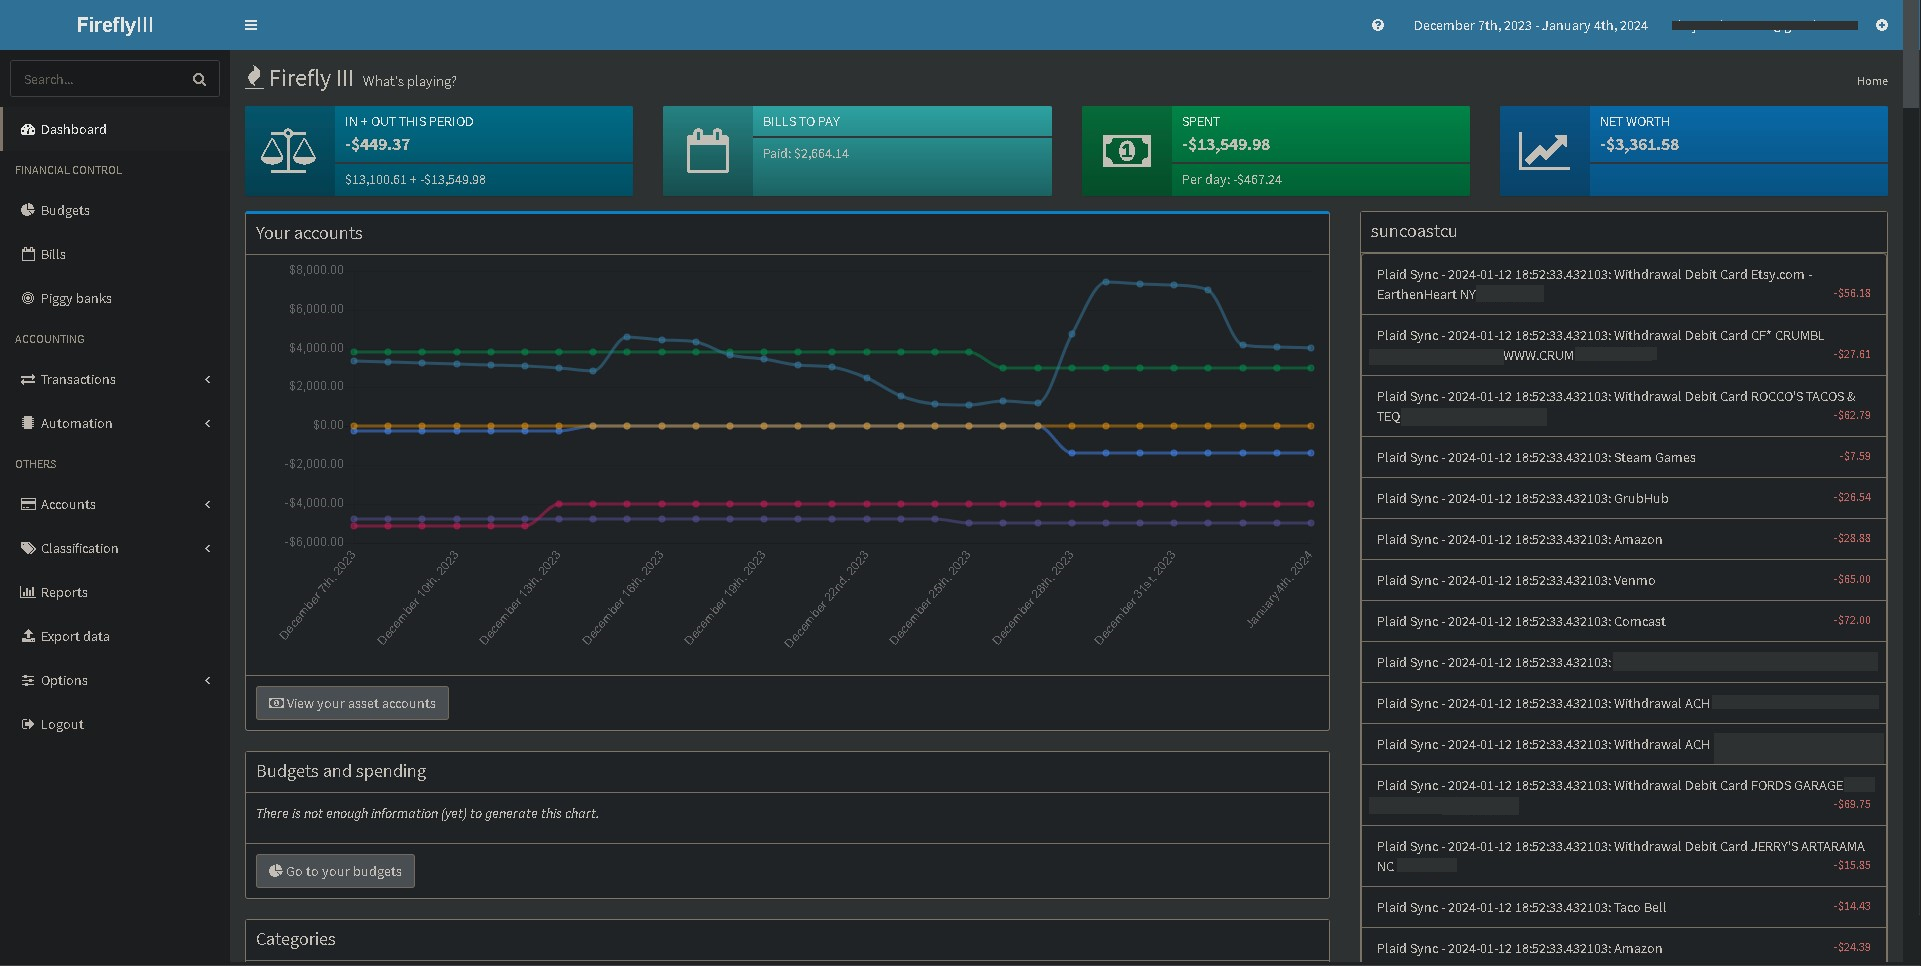 FireflyIII
December 7th, 2023 - January 4th, 2024
Search...
Dashboard
FINANCIAL CONTROL
Budgets
Bills
Piggy banks
ACCOUNTING
Transactions
Automation
OTHERS
Accounts
Classification
Reports
Export data
Options
Logout
Firefly III What's playing?
Home
IN + OUT THIS PERIOD
-$449.37
$13,100.61 + -$13,549.98
BILLS TO PAY
Paid: $2,664.14
SPENT
-$13,549.98
Per day: -$467.24
NET WORTH
-$3,361.58
Your accounts
$8,000.00
$6,000.00
$4,000.00
$2,000.00
$0.00
-$2,000.00
-$4,000.00
-$6,000.00
December 7th, 2023
December 10th, 2023
December 13th, 2023
December 16th, 2023
December 19th, 2023
December 22nd, 2023
December 25th, 2023
December 28th, 2023
December 31st, 2023
January 4th, 2024
View your asset accounts
Budgets and spending
There is not enough information (yet) to generate this chart.
Go to your budgets
Categories
suncoastcu
Plaid Sync - 2024-01-12 18:52:33.432103: Withdrawal Debit Card Etsy.com -
EarthenHeart NY -$56.18
Plaid Sync - 2024-01-12 18:52:33.432103: Withdrawal Debit Card CF* CRUMBL
WWW.CRUM -$27.61
Plaid Sync - 2024-01-12 18:52:33.432103: Withdrawal Debit Card ROCCO'S TACOS &
TEQ -$62.79
Plaid Sync - 2024-01-12 18:52:33.432103: Steam Games -$7.59
Plaid Sync - 2024-01-12 18:52:33.432103: GrubHub -$26.54
Plaid Sync - 2024-01-12 18:52:33.432103: Amazon -$28.88
Plaid Sync - 2024-01-12 18:52:33.432103: Venmo -$65.00
Plaid Sync - 2024-01-12 18:52:33.432103: Comcast -$72.00
Plaid Sync - 2024-01-12 18:52:33.432103:
Plaid Sync - 2024-01-12 18:52:33.432103: Withdrawal ACH
Plaid Sync - 2024-01-12 18:52:33.432103: Withdrawal ACH
Plaid Sync - 2024-01-12 18:52:33.432103: Withdrawal Debit Card FORDS GARAGE
-$69.75
Plaid Sync - 2024-01-12 18:52:33.432103: Withdrawal Debit Card JERRY'S ARTARAMA
NC -$15.85
Plaid Sync - 2024-01-12 18:52:33.432103: Taco Bell -$14.43
Plaid Sync - 2024-01-12 18:52:33.432103: Amazon -$24.39